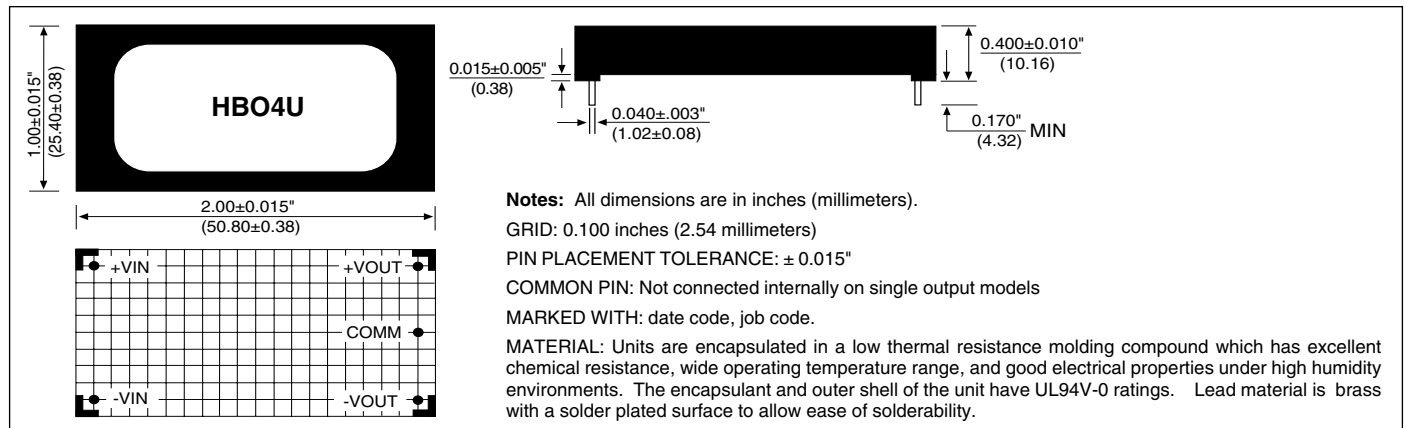 1.00±0.015"
(25.40±0.38)
HBO4U
2.00±0.015"
(50.80±0.38)
0.015±0.005"
(0.38)
0.040±.003"
(1.02±0.08)
0.400±0.010"
(10.16)
0.170"
(4.32)
MIN
+VIN
+VOUT
COMM
-VIN
-VOUT
Notes: All dimensions are in inches (millimeters).
GRID: 0.100 inches (2.54 millimeters)
PIN PLACEMENT TOLERANCE: ± 0.015"
COMMON PIN: Not connected internally on single output models
MARKED WITH: date code, job code.
MATERIAL: Units are encapsulated in a low thermal resistance molding compound which has excellent
chemical resistance, wide operating temperature range, and good electrical properties under high humidity
environments. The encapsulant and outer shell of the unit have UL94V-0 ratings. Lead material is brass
with a solder plated surface to allow ease of solderability.